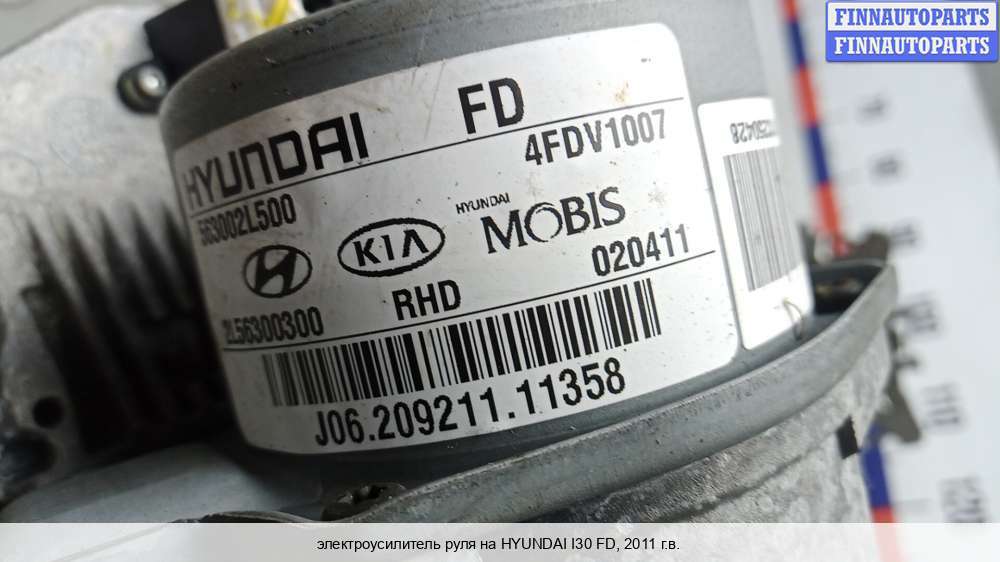 FINNAUTOPARTS
FINNAUTOPARTS
HYUNDAI FD
563002L500 4FDV1007
KIA HYUNDAI MOBIS
2L56300300 RHD 020411
J06.209211.11358
электроусилитель руля на HYUNDAI I30 FD, 2011 г.в.